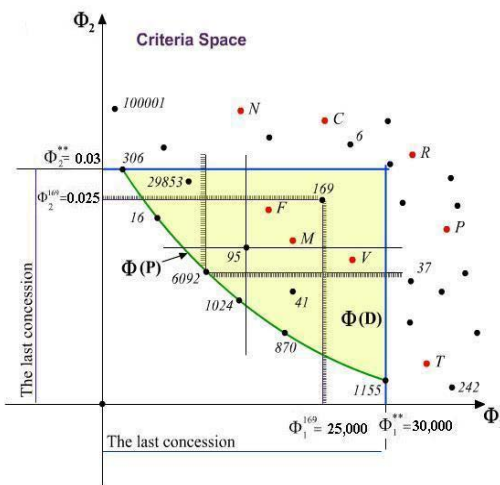 Φ₂
Criteria Space
N
C
100001
6
Φ₂**= 0.03
306
R
29853
Φ₂¹⁶⁹=0.025
169
16
F
P
M
95
V
Φ(P)
6092
37
41
1024
Φ(D)
870
T
1155
242
Φ
The last concession
Φ₁¹⁶⁹= 25,000
Φ₁**= 30,000
The last concession